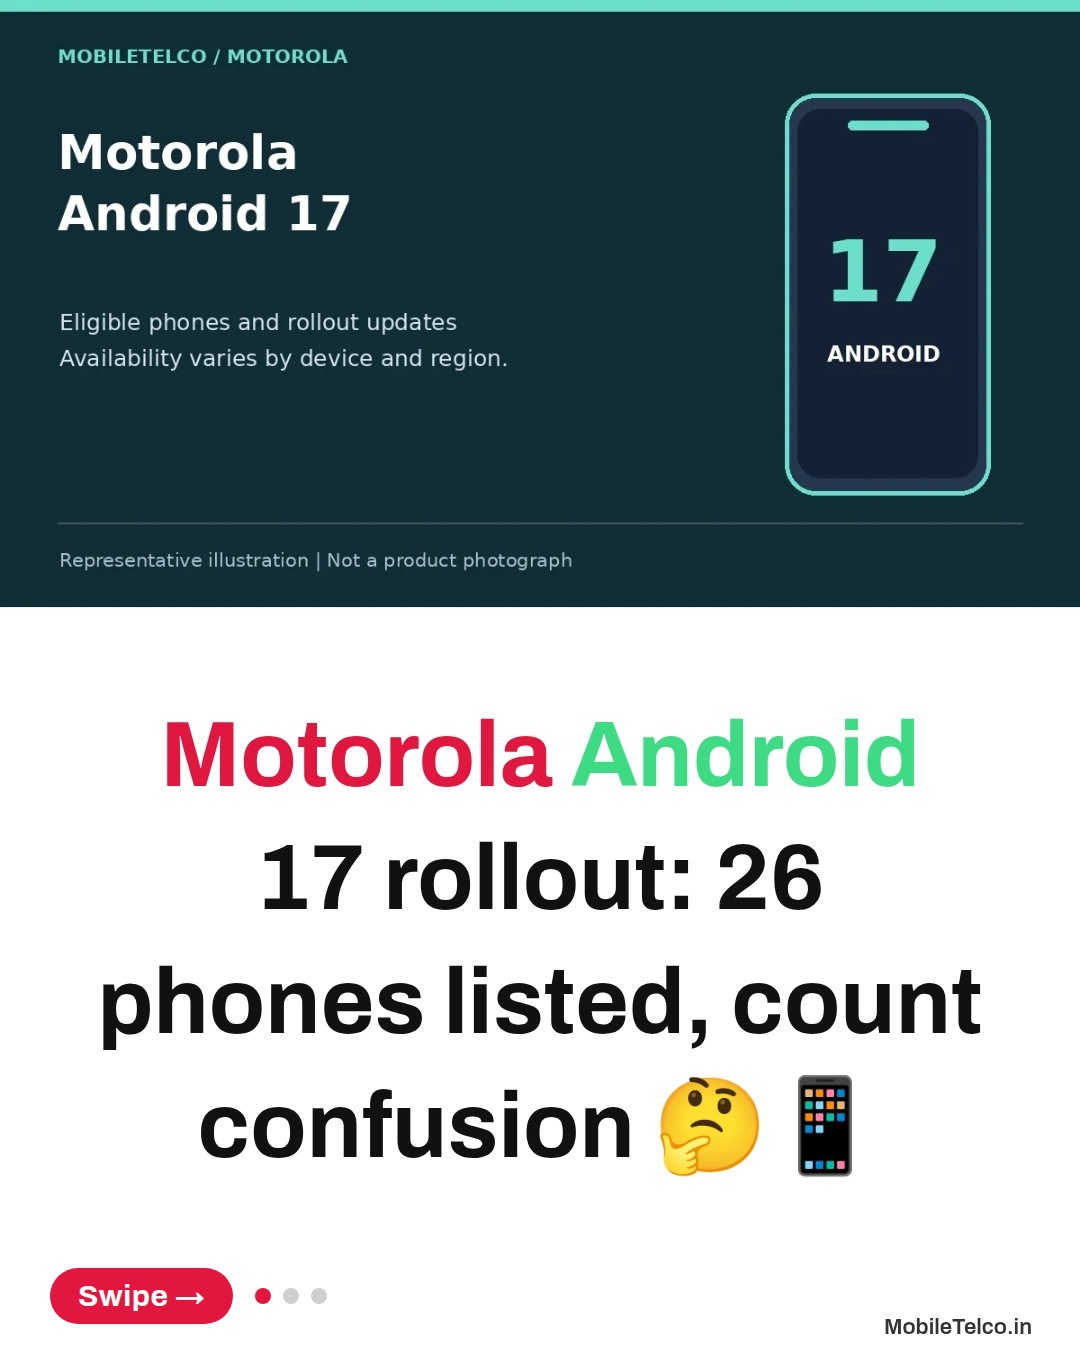 MOBILETELCO / MOTOROLA
Motorola
Android 17
Eligible phones and rollout updates
Availability varies by device and region.
17
ANDROID
Representative illustration | Not a product photograph
Motorola Android
17 rollout: 26
phones listed, count
confusion 🤔 📱
Swipe →
MobileTelco.in